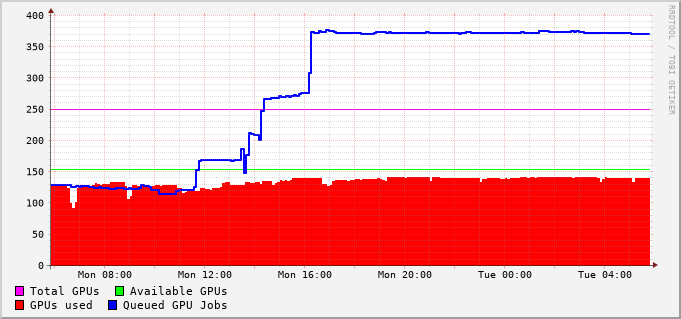 400
350
300
250
200
150
100
50
0
Mon 08:00 Mon 12:00 Mon 16:00 Mon 20:00 Tue 00:00 Tue 04:00
Total GPUs Available GPUs
GPUs used Queued GPU Jobs
RRDTOOL / TOBI OETIKER